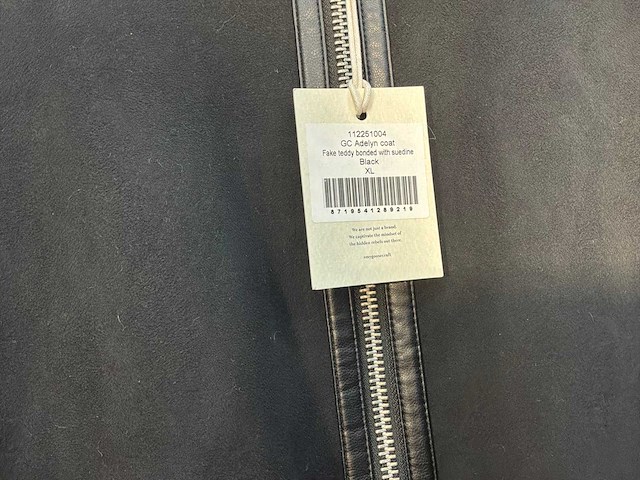 112251004
GC Adelyn coat
Fake teddy bonded with suedine
Black
XL
8719541289219
We are not just a brand.
We captivate the mindset of
the hidden rebels out there.